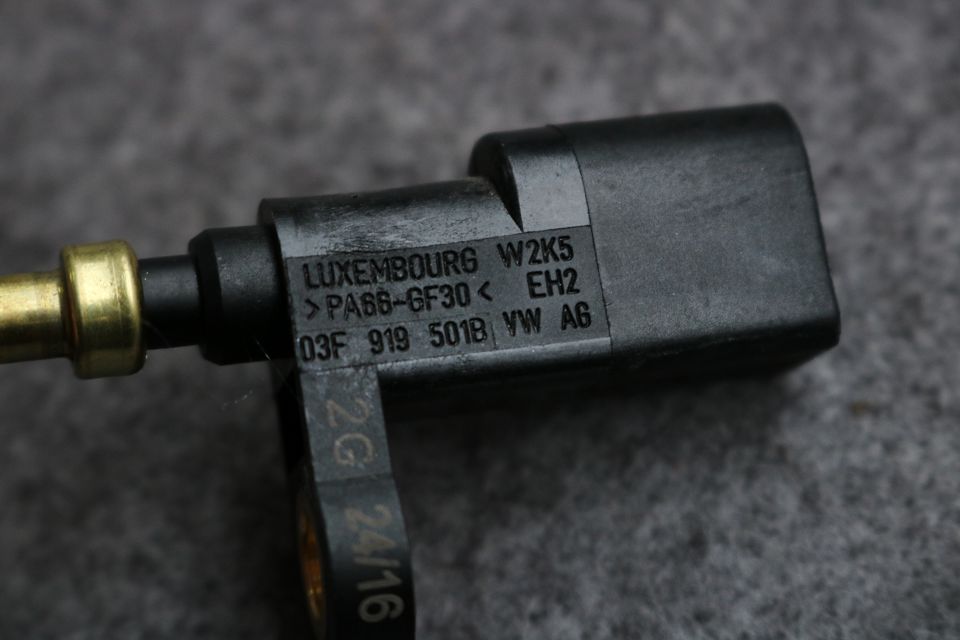 LUXEMBOURG W2K5
>PA66-GF30< EH2
03F 919 501B VW AG
2G 24/16